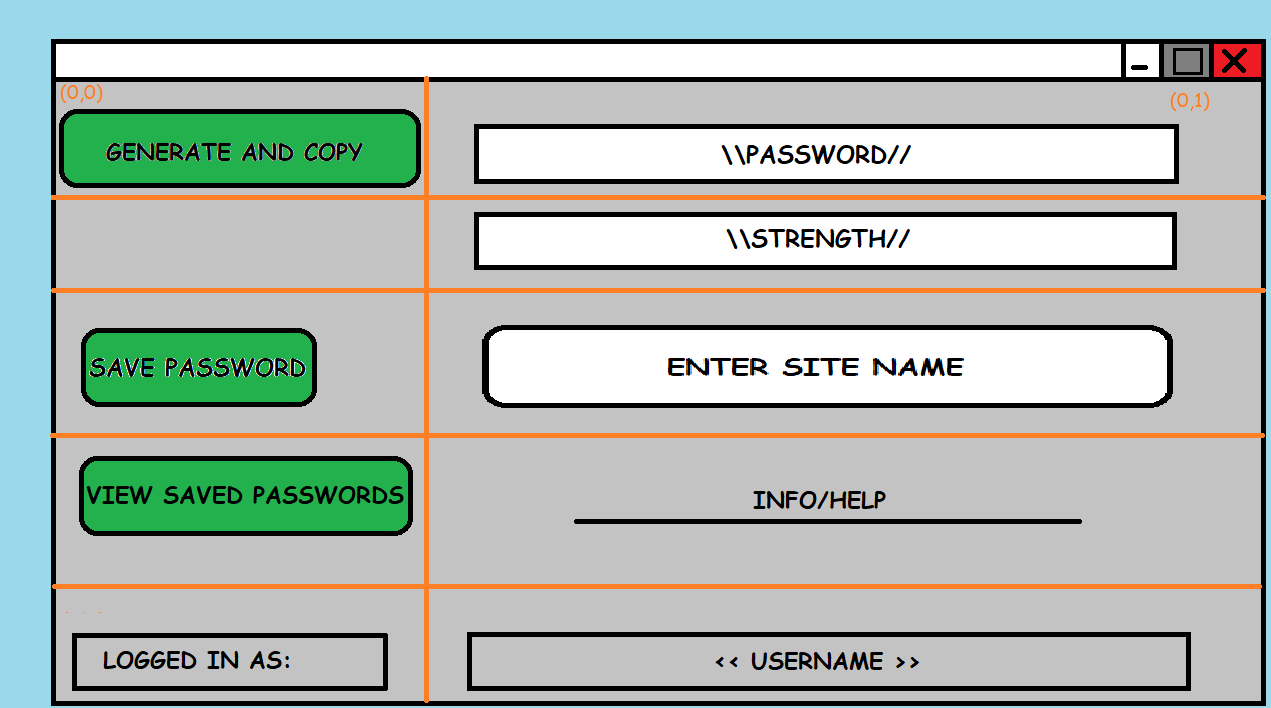 (0,0)
(0,1)
GENERATE AND COPY
\\PASSWORD//
\\STRENGTH//
SAVE PASSWORD
ENTER SITE NAME
VIEW SAVED PASSWORDS
INFO/HELP
. . .
LOGGED IN AS:
<< USERNAME >>